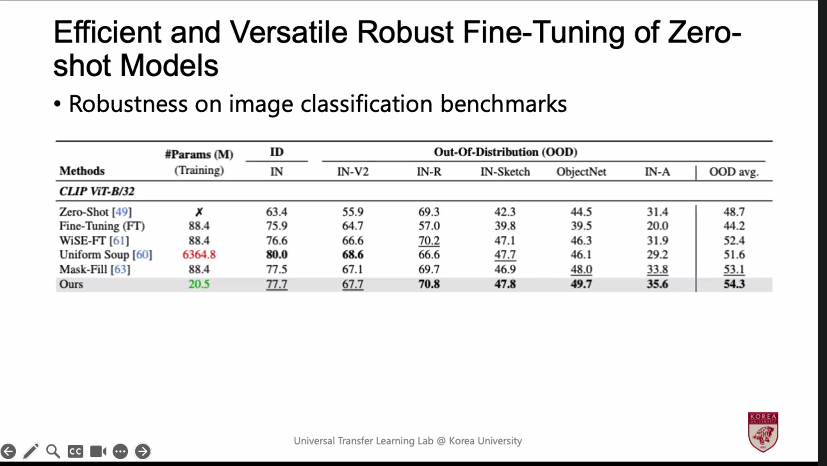 Efficient and Versatile Robust Fine-Tuning of Zero-
shot Models
• Robustness on image classification benchmarks
#Params (M) ID Out-Of-Distribution (OOD)
Methods (Training) IN IN-V2 IN-R IN-Sketch ObjectNet IN-A OOD avg.
CLIP ViT-B/32
Zero-Shot [49] ✗ 63.4 55.9 69.3 42.3 44.5 31.4 48.7
Fine-Tuning (FT) 88.4 75.9 64.7 57.0 39.8 39.5 20.0 44.2
WiSE-FT [61] 88.4 76.6 66.6 70.2 47.1 46.3 31.9 52.4
Uniform Soup [60] 6364.8 80.0 68.6 66.6 47.7 46.1 29.2 51.6
Mask-Fill [63] 88.4 77.5 67.1 69.7 46.9 48.0 33.8 53.1
Ours 20.5 77.7 67.7 70.8 47.8 49.7 35.6 54.3
Universal Transfer Learning Lab @ Korea University
KOREA
CC